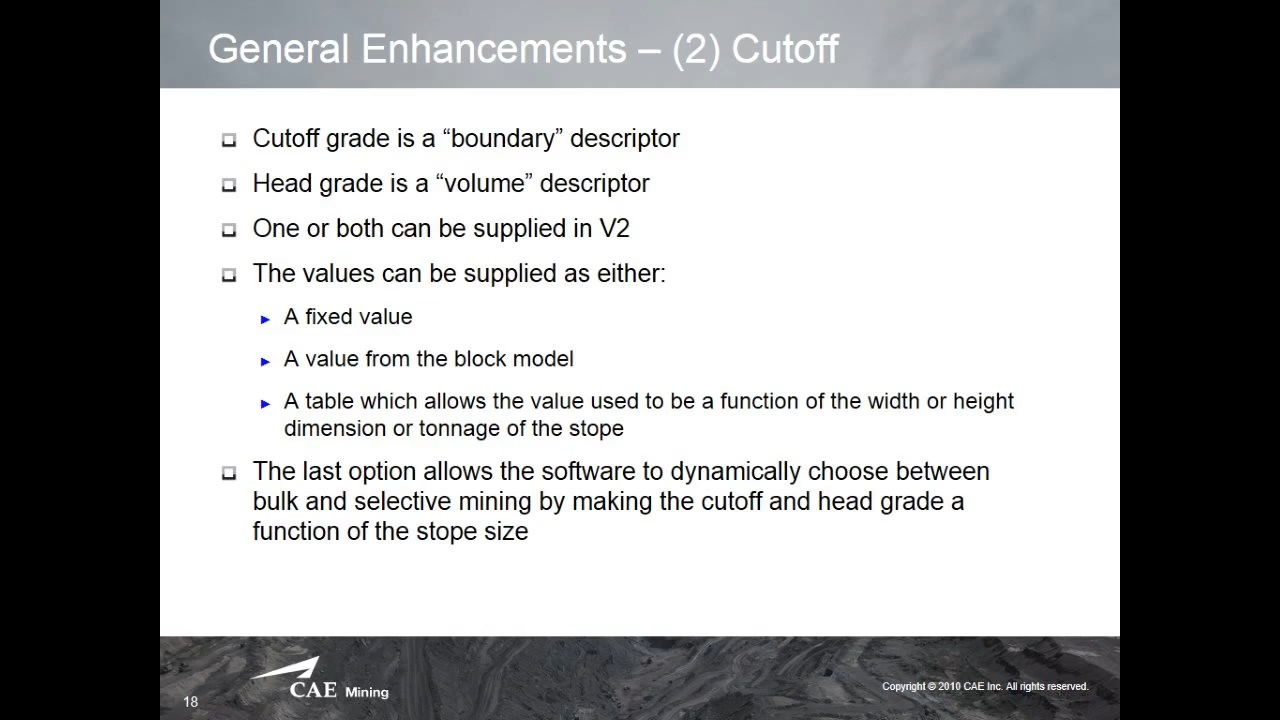 General Enhancements – (2) Cutoff
Cutoff grade is a “boundary” descriptor
Head grade is a “volume” descriptor
One or both can be supplied in V2
The values can be supplied as either:
A fixed value
A value from the block model
A table which allows the value used to be a function of the width or height
dimension or tonnage of the stope
The last option allows the software to dynamically choose between
bulk and selective mining by making the cutoff and head grade a
function of the stope size
CAE Mining
Copyright © 2010 CAE Inc. All rights reserved.
18